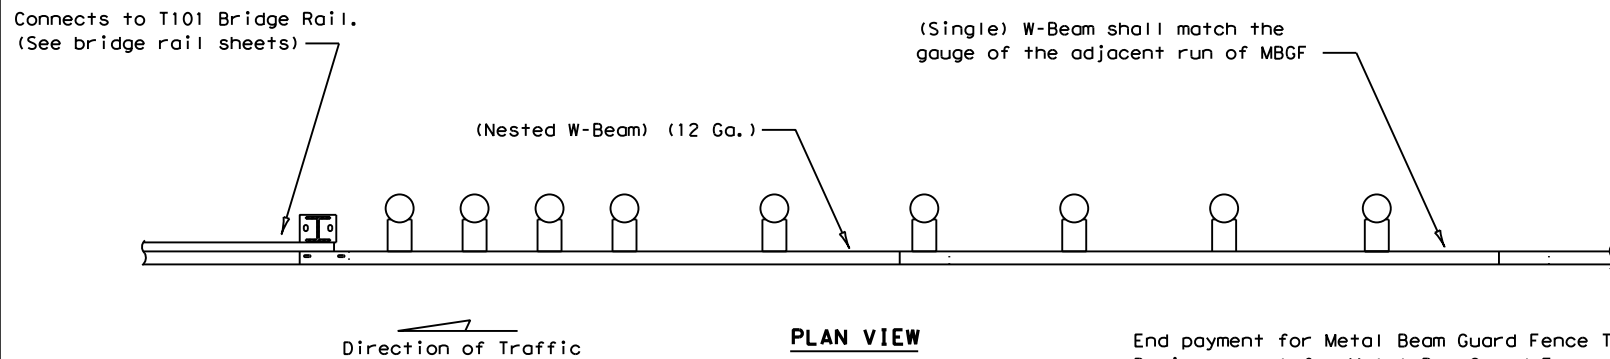 Connects to T101 Bridge Rail.
(See bridge rail sheets)
(Single) W-Beam shall match the
gauge of the adjacent run of MBGF
(Nested W-Beam) (12 Ga.)
Direction of Traffic
PLAN VIEW
End payment for Metal Beam Guard Fence